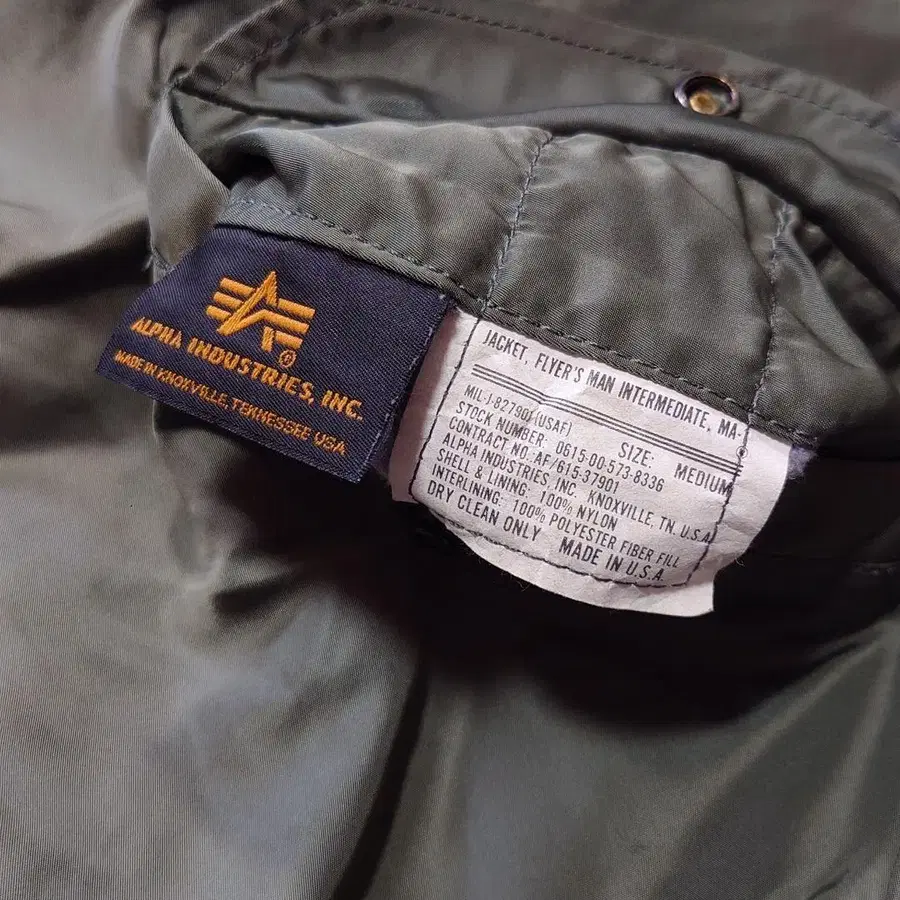 ALPHA INDUSTRIES, INC.
®
MADE IN KNOXVILLE, TENNESSEE USA
JACKET, FLYER'S MAN INTERMEDIATE, MA-
MIL-J-82790J (USAF)
SIZE: MEDIUM
STOCK NUMBER: 0615-00-573-8336
CONTRACT NO.: AF/615-37901
ALPHA INDUSTRIES, INC. KNOXVILLE, TN. U.S.A
SHELL & LINING: 100% NYLON
INTERLINING: 100% POLYESTER FIBER FILL
DRY CLEAN ONLY MADE IN U.S.A.